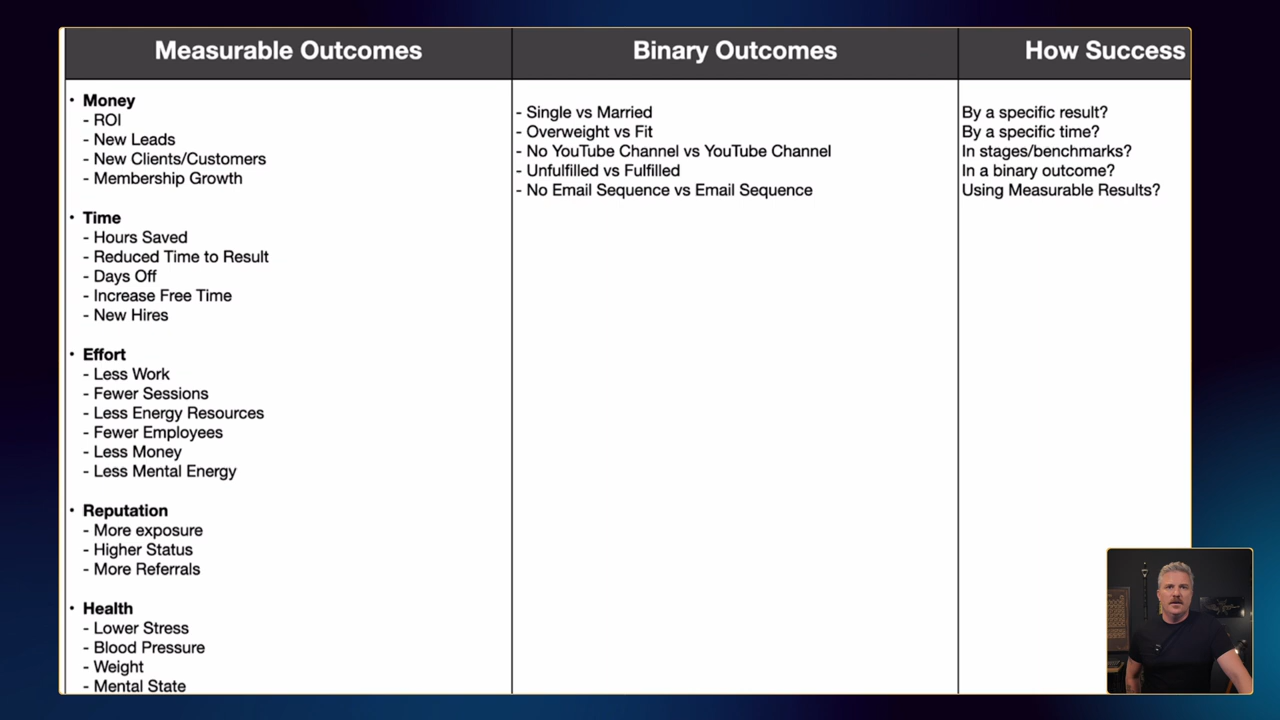 Measurable Outcomes
Binary Outcomes
How Success
• Money
- ROI
- New Leads
- New Clients/Customers
- Membership Growth
• Time
- Hours Saved
- Reduced Time to Result
- Days Off
- Increase Free Time
- New Hires
• Effort
- Less Work
- Fewer Sessions
- Less Energy Resources
- Fewer Employees
- Less Money
- Less Mental Energy
• Reputation
- More exposure
- Higher Status
- More Referrals
• Health
- Lower Stress
- Blood Pressure
- Weight
- Mental State
- Single vs Married
- Overweight vs Fit
- No YouTube Channel vs YouTube Channel
- Unfulfilled vs Fulfilled
- No Email Sequence vs Email Sequence
By a specific result?
By a specific time?
In stages/benchmarks?
In a binary outcome?
Using Measurable Results?